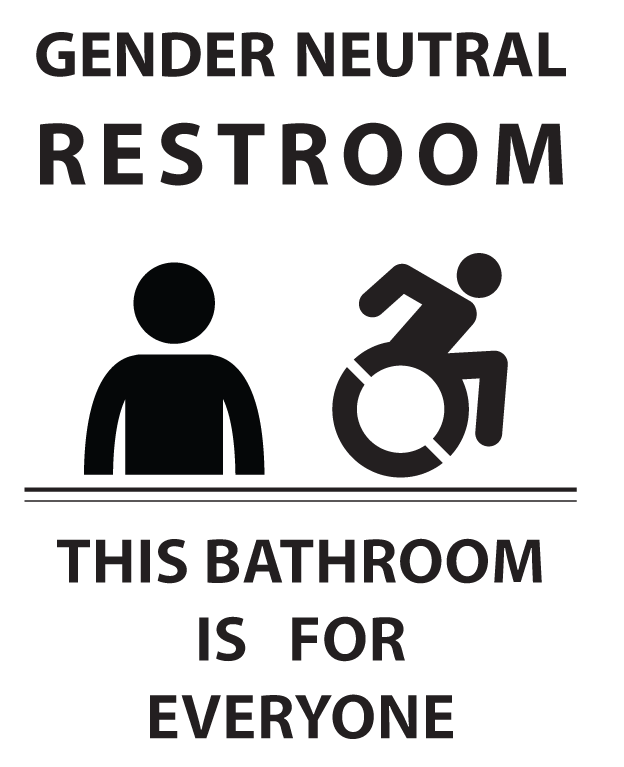 GENDER NEUTRAL
RESTROOM
THIS BATHROOM
IS FOR
EVERYONE